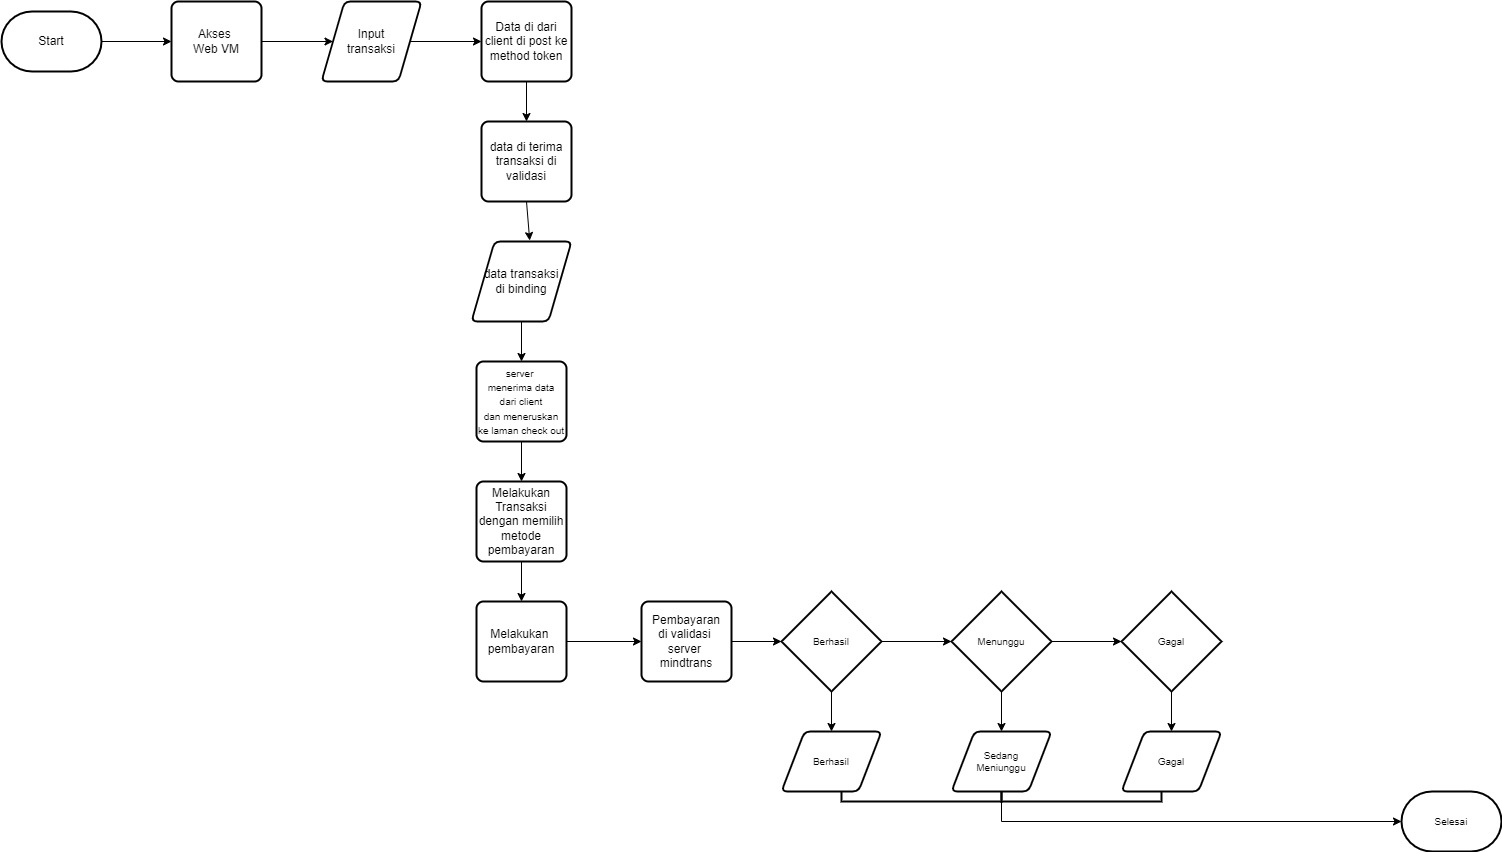 Start
Akses
Web VM
Input
transaksi
Data di dari
client di post ke
method token
data di terima
transaksi di
validasi
data transaksi
di binding
server
menerima data
dari client
dan meneruskan
ke laman check out
Melakukan
Transaksi
dengan memilih
metode
pembayaran
Melakukan
pembayaran
Pembayaran
di validasi
server
mindtrans
Berhasil
Menunggu
Gagal
Berhasil
Sedang
Meniunggu
Gagal
Selesai